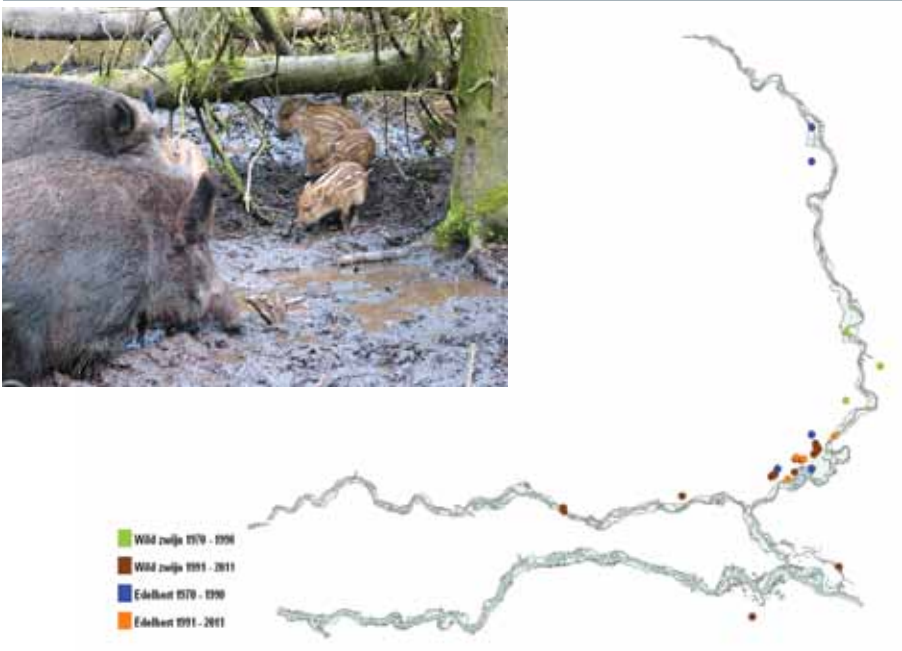 Wild zwijn 1970 - 1990
Wild zwijn 1991 - 2011
Edelhert 1970 - 1990
Edelhert 1991 - 2011